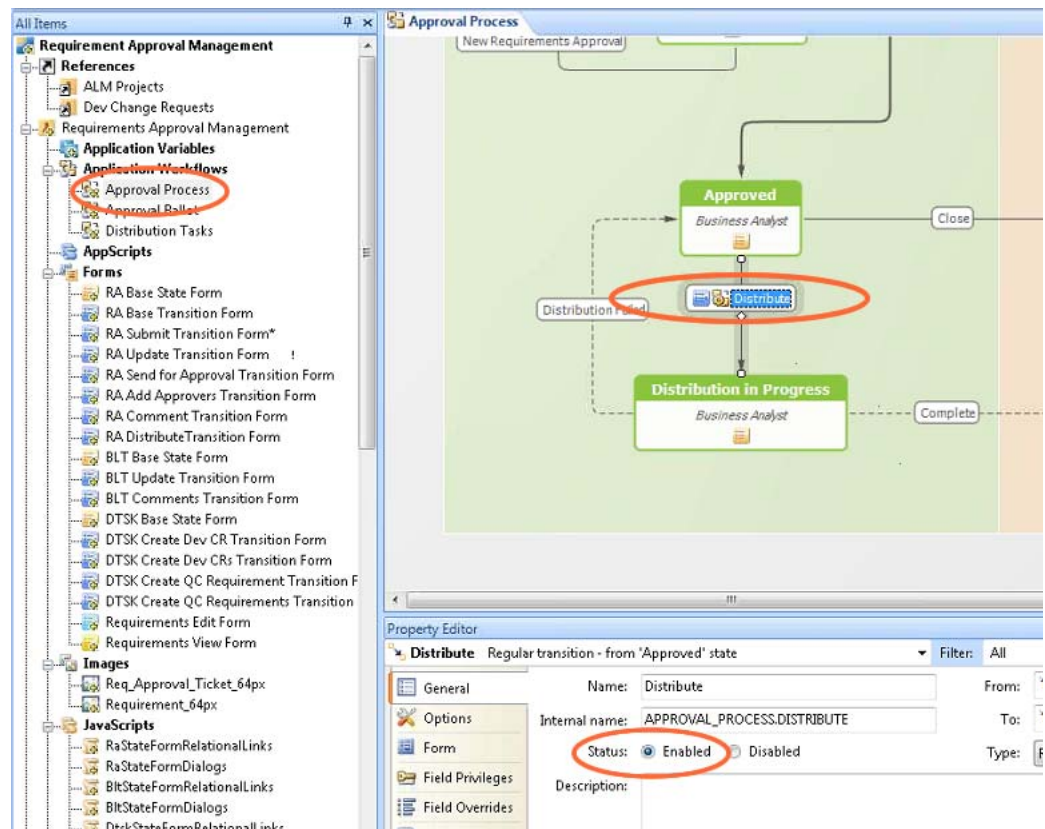 All Items
Requirement Approval Management
References
ALM Projects
Dev Change Requests
Requirements Approval Management
Application Variables
Application Workflows
Approval Process
Approval Ballot
Distribution Tasks
AppScripts
Forms
RA Base State Form
RA Base Transition Form
RA Submit Transition Form*
RA Update Transition Form !
RA Send for Approval Transition Form
RA Add Approvers Transition Form
RA Comment Transition Form
RA DistributeTransition Form
BLT Base State Form
BLT Update Transition Form
BLT Comments Transition Form
DTSK Base State Form
DTSK Create Dev CR Transition Form
DTSK Create Dev CRs Transition Form
DTSK Create QC Requirement Transition F
DTSK Create QC Requirements Transition
Requirements Edit Form
Requirements View Form
Images
Req_Approval_Ticket_64px
Requirement_64px
JavaScripts
RaStateFormRelationalLinks
RaStateFormDialogs
BltStateFormRelationalLinks
BltStateFormDialogs
DtskStateFormRelationalLinks
Approval Process
New Requirements Approval
Approved
Business Analyst
Close
Distribute
Distribution Failed
Distribution in Progress
Business Analyst
Complete
Property Editor
Distribute Regular transition - from 'Approved' state Filter: All
General
Options
Form
Field Privileges
Field Overrides
Name: Distribute From:
Internal name: APPROVAL_PROCESS.DISTRIBUTE To:
Status: Enabled Disabled Type:
Description: